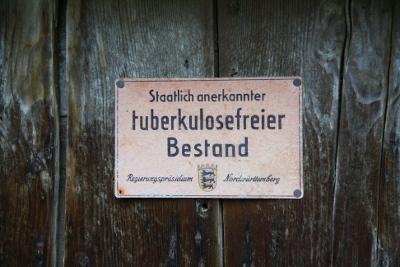 Staatlich anerkannter
tuberkulosefreier
Bestand
Regierungspräsidium Nordwürttemberg